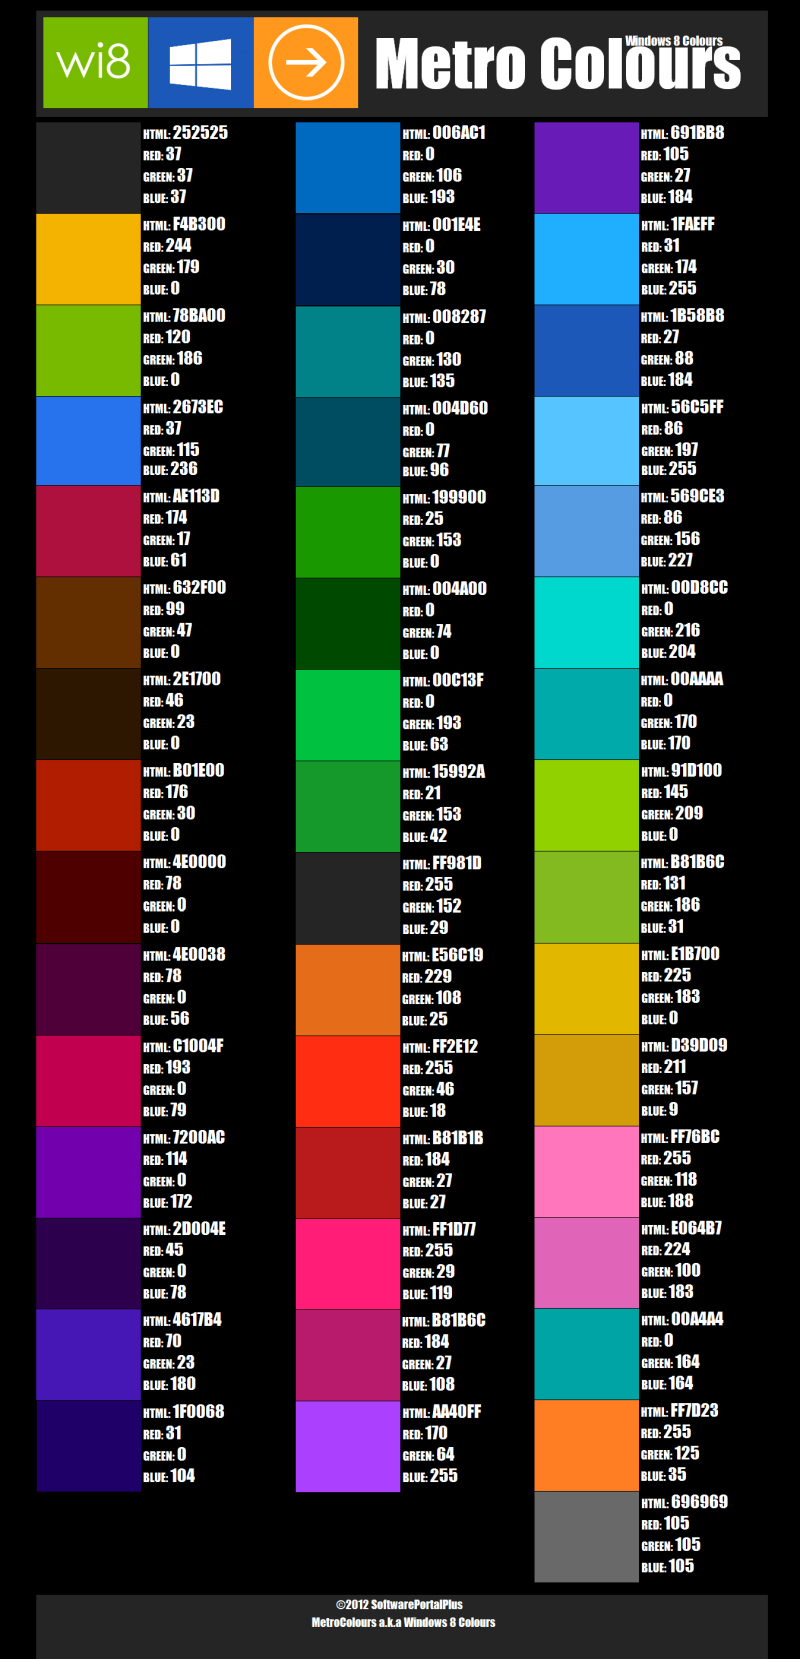 wi8
Windows 8 Colours
Metro Colours
HTML: 252525
RED: 37
GREEN: 37
BLUE: 37
HTML: F4B300
RED: 244
GREEN: 179
BLUE: 0
HTML: 78BA00
RED: 120
GREEN: 186
BLUE: 0
HTML: 2673EC
RED: 37
GREEN: 115
BLUE: 236
HTML: AE113D
RED: 174
GREEN: 17
BLUE: 61
HTML: 632F00
RED: 99
GREEN: 47
BLUE: 0
HTML: 2E1700
RED: 46
GREEN: 23
BLUE: 0
HTML: B01E00
RED: 176
GREEN: 30
BLUE: 0
HTML: 4E0000
RED: 78
GREEN: 0
BLUE: 0
HTML: 4E0038
RED: 78
GREEN: 0
BLUE: 56
HTML: C1004F
RED: 193
GREEN: 0
BLUE: 79
HTML: 7200AC
RED: 114
GREEN: 0
BLUE: 172
HTML: 2D004E
RED: 45
GREEN: 0
BLUE: 78
HTML: 4617B4
RED: 70
GREEN: 23
BLUE: 180
HTML: 1F0068
RED: 31
GREEN: 0
BLUE: 104
HTML: 006AC1
RED: 0
GREEN: 106
BLUE: 193
HTML: 001E4E
RED: 0
GREEN: 30
BLUE: 78
HTML: 008287
RED: 0
GREEN: 130
BLUE: 135
HTML: 004D60
RED: 0
GREEN: 77
BLUE: 96
HTML: 199900
RED: 25
GREEN: 153
BLUE: 0
HTML: 004A00
RED: 0
GREEN: 74
BLUE: 0
HTML: 00C13F
RED: 0
GREEN: 193
BLUE: 63
HTML: 15992A
RED: 21
GREEN: 153
BLUE: 42
HTML: FF981D
RED: 255
GREEN: 152
BLUE: 29
HTML: E56C19
RED: 229
GREEN: 108
BLUE: 25
HTML: FF2E12
RED: 255
GREEN: 46
BLUE: 18
HTML: B81B1B
RED: 184
GREEN: 27
BLUE: 27
HTML: FF1D77
RED: 255
GREEN: 29
BLUE: 119
HTML: B81B6C
RED: 184
GREEN: 27
BLUE: 108
HTML: AA40FF
RED: 170
GREEN: 64
BLUE: 255
HTML: 691BB8
RED: 105
GREEN: 27
BLUE: 184
HTML: 1FAEFF
RED: 31
GREEN: 174
BLUE: 255
HTML: 1B58B8
RED: 27
GREEN: 88
BLUE: 184
HTML: 56C5FF
RED: 86
GREEN: 197
BLUE: 255
HTML: 569CE3
RED: 86
GREEN: 156
BLUE: 227
HTML: 00D8CC
RED: 0
GREEN: 216
BLUE: 204
HTML: 00AAAA
RED: 0
GREEN: 170
BLUE: 170
HTML: 91D100
RED: 145
GREEN: 209
BLUE: 0
HTML: B81B6C
RED: 131
GREEN: 186
BLUE: 31
HTML: E1B700
RED: 225
GREEN: 183
BLUE: 0
HTML: D39D09
RED: 211
GREEN: 157
BLUE: 9
HTML: FF76BC
RED: 255
GREEN: 118
BLUE: 188
HTML: E064B7
RED: 224
GREEN: 100
BLUE: 183
HTML: 00A4A4
RED: 0
GREEN: 164
BLUE: 164
HTML: FF7D23
RED: 255
GREEN: 125
BLUE: 35
HTML: 696969
RED: 105
GREEN: 105
BLUE: 105
©2012 SoftwarePortalPlus
MetroColours a.k.a Windows 8 Colours